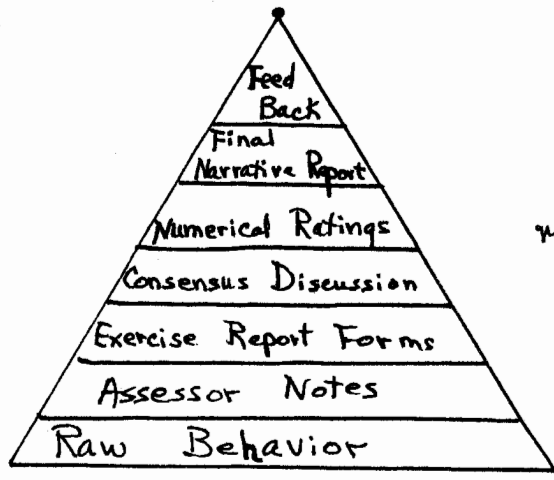 Feed
Back
Final
Narrative Report
Numerical Ratings
Consensus Discussion
Exercise Report Forms
Assessor Notes
Raw Behavior